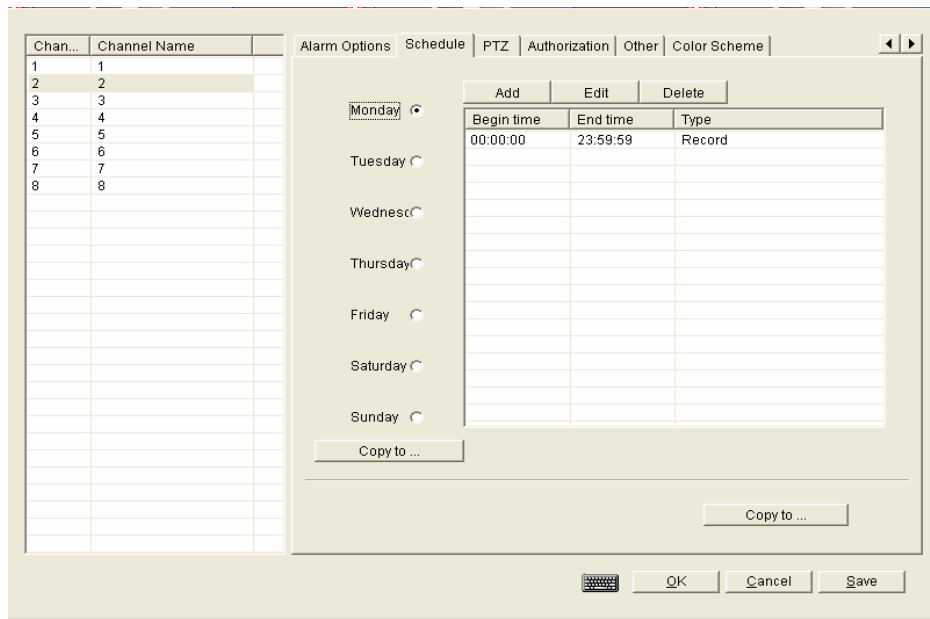 Chan... Channel Name
1 1
2 2
3 3
4 4
5 5
6 6
7 7
8 8
Alarm Options Schedule PTZ Authorization Other Color Scheme
Add Edit Delete
Begin time End time Type
00:00:00 23:59:59 Record
Monday
Tuesday
Wednesc
Thursday
Friday
Saturday
Sunday
Copy to ...
Copy to ...
OK Cancel Save